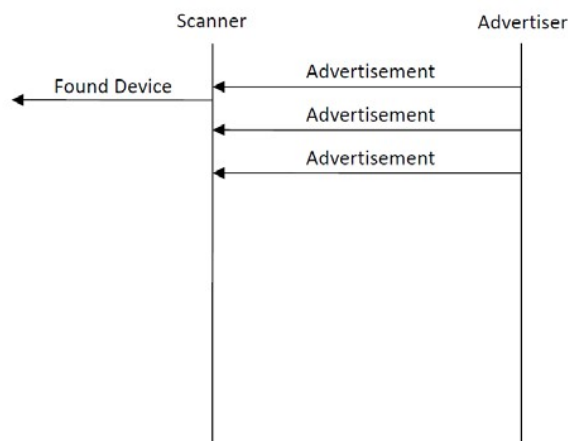 Scanner
Advertiser
Advertisement
Found Device
Advertisement
Advertisement